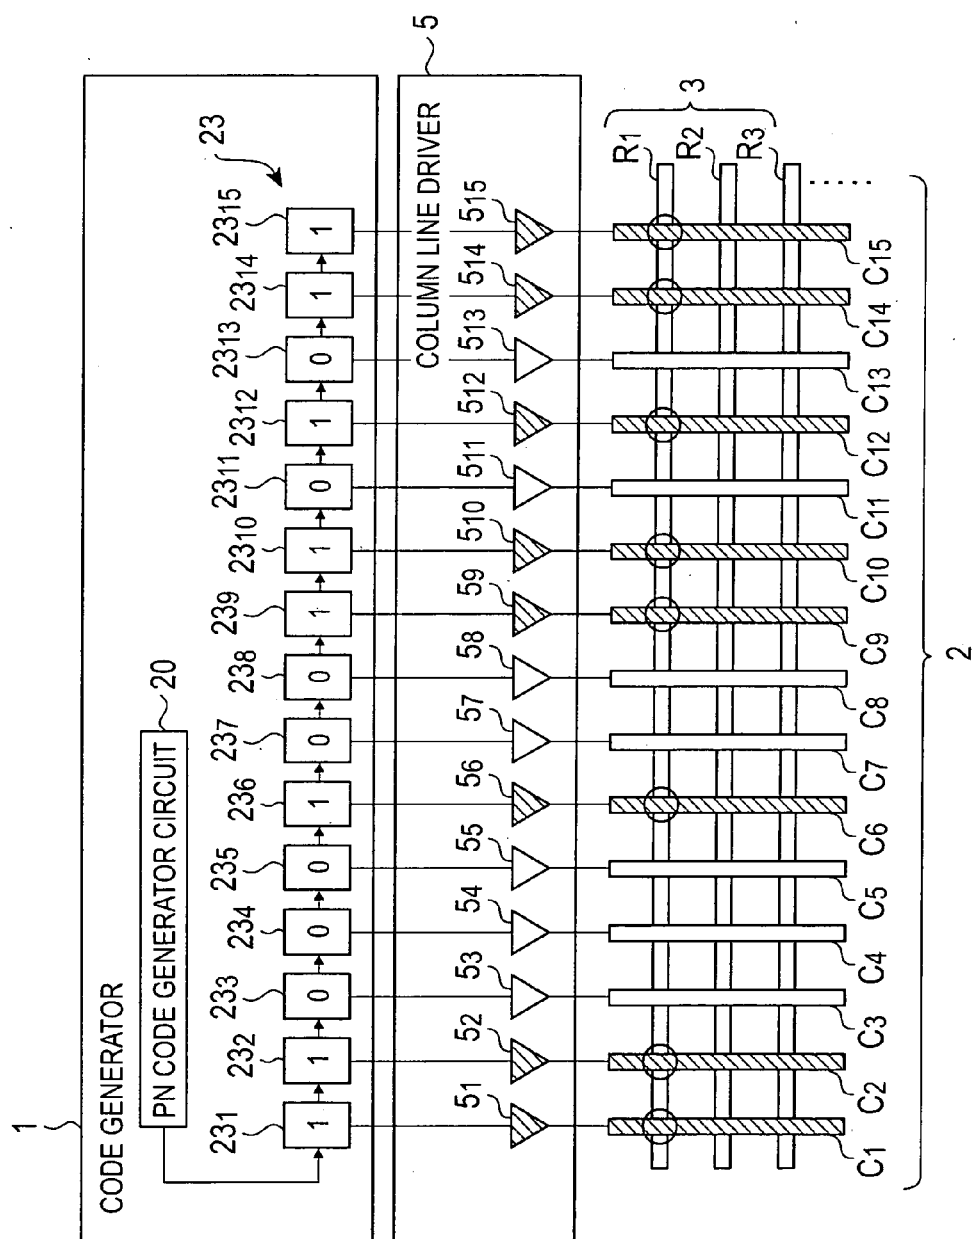 1
CODE GENERATOR
PN CODE GENERATOR CIRCUIT
20
23
231 232 233 234 235 236 237 238 239 2310 2311 2312 2313 2314 2315
1 1 0 0 0 1 0 0 1 1 0 1 0 1 1
5
COLUMN LINE DRIVER
51 52 53 54 55 56 57 58 59 510 511 512 513 514 515
3
R1
R2
R3
.....
C1 C2 C3 C4 C5 C6 C7 C8 C9 C10 C11 C12 C13 C14 C15
2